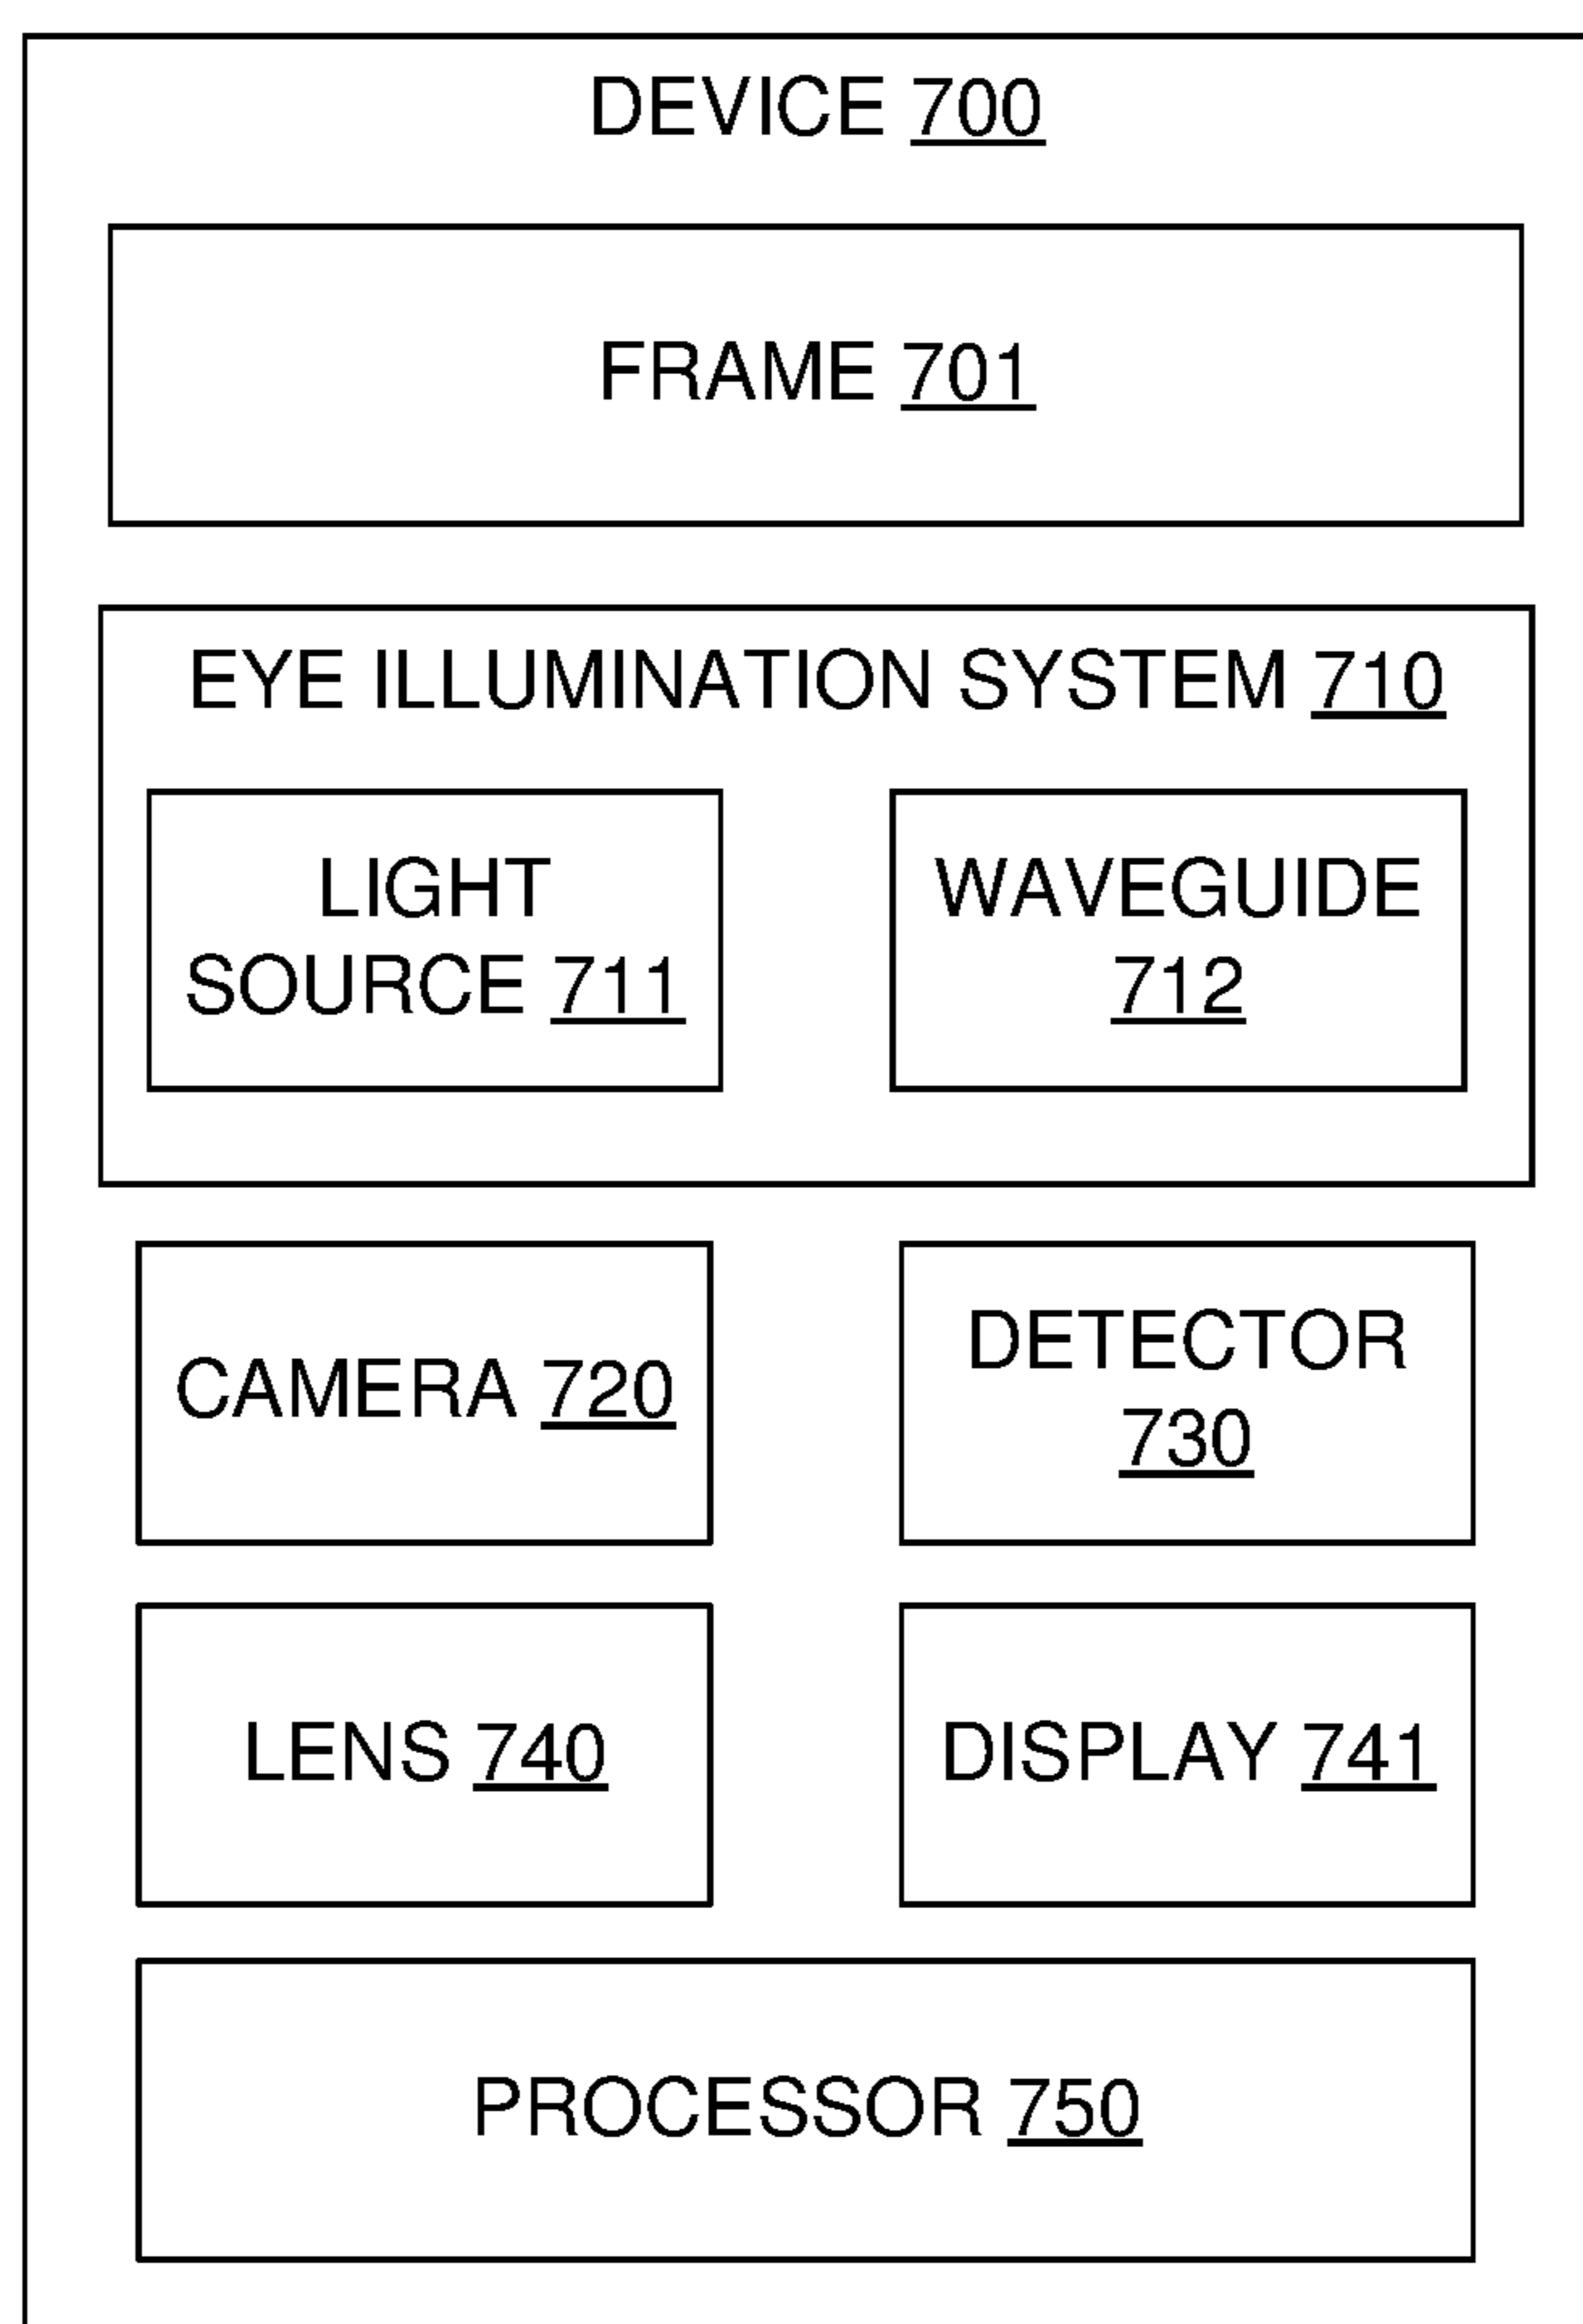 DEVICE 700
FRAME 701
EYE ILLUMINATION SYSTEM 710
LIGHT
SOURCE 711
WAVEGUIDE
712
CAMERA 720
DETECTOR
730
LENS 740
DISPLAY 741
PROCESSOR 750